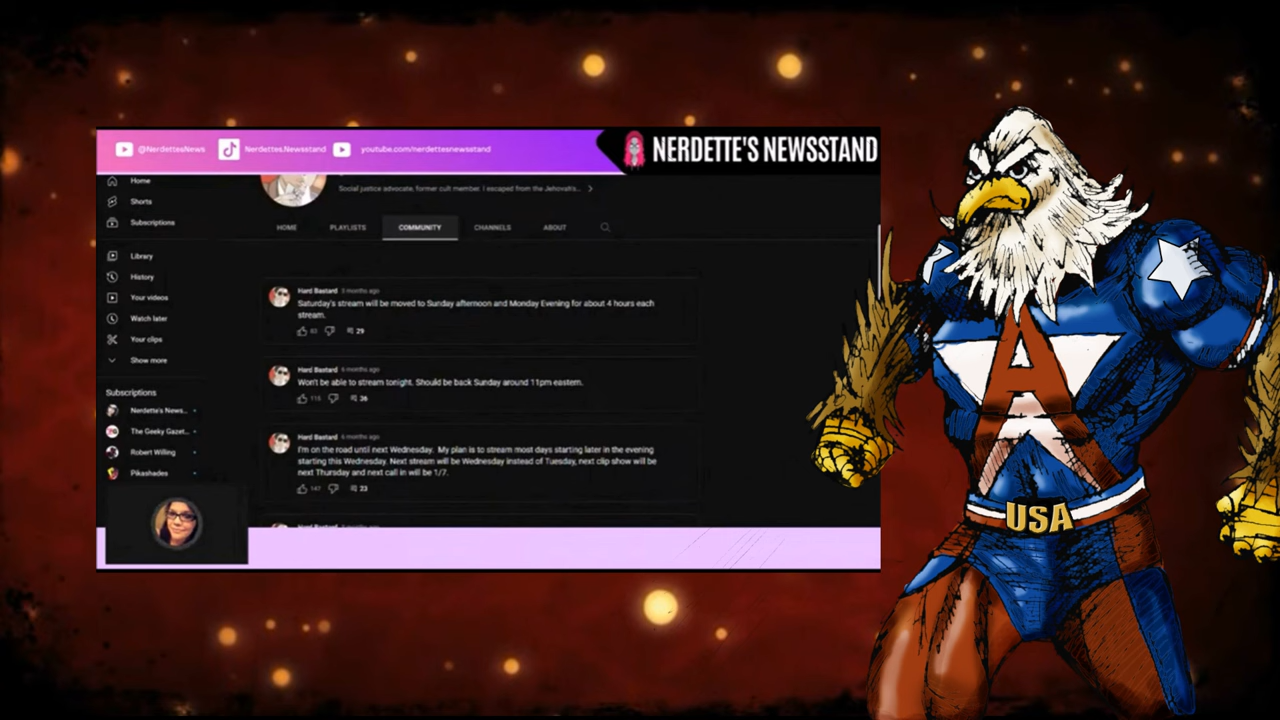 @NerdettesNews Nerdettes.Newsstand youtube.com/nerdettesnewsstand
NERDETTE'S NEWSSTAND
Home
Shorts
Subscriptions
Library
History
Your videos
Watch later
Your clips
Show more
Subscriptions
Nerdette's News...
The Geeky Gazet...
Robert Willing
Pikashades
Social justice advocate, former cult member. I escaped from the Jehovah's...
HOME PLAYLISTS COMMUNITY CHANNELS ABOUT
Hard Bastard 3 months ago
Saturday's stream will be moved to Sunday afternoon and Monday Evening for about 4 hours each
stream.
29
Hard Bastard 6 months ago
Won't be able to stream tonight. Should be back Sunday around 11pm eastern.
36
Hard Bastard 6 months ago
I'm on the road until next Wednesday. My plan is to stream most days starting later in the evening
starting this Wednesday. Next stream will be Wednesday instead of Tuesday, next clip show will be
next Thursday and next call in will be 1/7.
147 23
A
USA